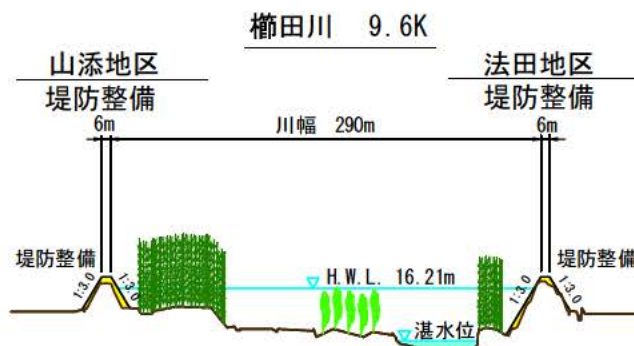 櫛田川 9.6K
山添地区
堤防整備
法田地区
堤防整備
6m
川幅 290m
6m
堤防整備
堤防整備
1:3.0
1:3.0
H.W.L. 16.21m
1:3.0
1:3.0
湛水位